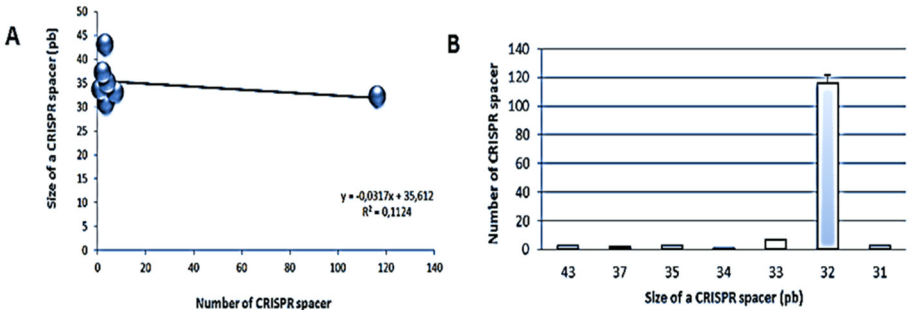 A
Size of a CRISPR spacer (pb)
50
45
40
35
30
25
20
15
10
5
0
y = -0,0317x + 35,612
R² = 0,1124
0 20 40 60 80 100 120 140
Number of CRISPR spacer
B
Number of CRISPR spacer
140
120
100
80
60
40
20
0
43 37 35 34 33 32 31
Size of a CRISPR spacer (pb)